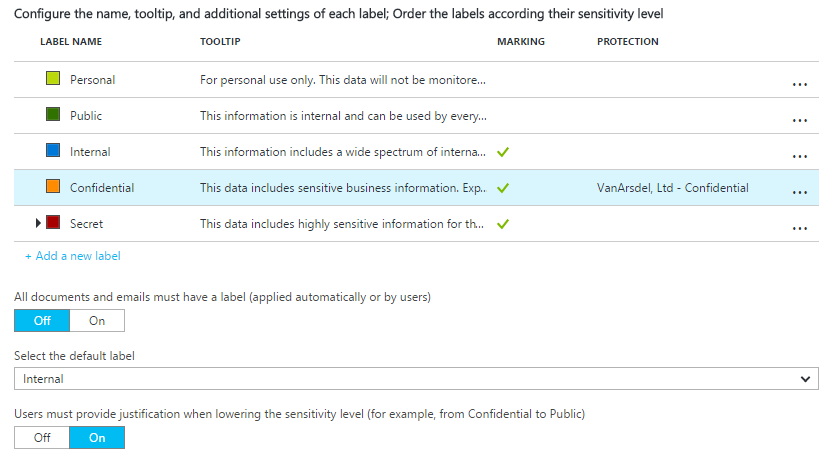 Configure the name, tooltip, and additional settings of each label; Order the labels according their sensitivity level
LABEL NAME TOOLTIP MARKING PROTECTION
Personal For personal use only. This data will not be monitore... ...
Public This information is internal and can be used by every... ...
Internal This information includes a wide spectrum of interna... ...
Confidential This data includes sensitive business information. Exp... VanArsdel, Ltd - Confidential ...
Secret This data includes highly sensitive information for th... ...
+ Add a new label
All documents and emails must have a label (applied automatically or by users)
Off On
Select the default label
Internal
Users must provide justification when lowering the sensitivity level (for example, from Confidential to Public)
Off On